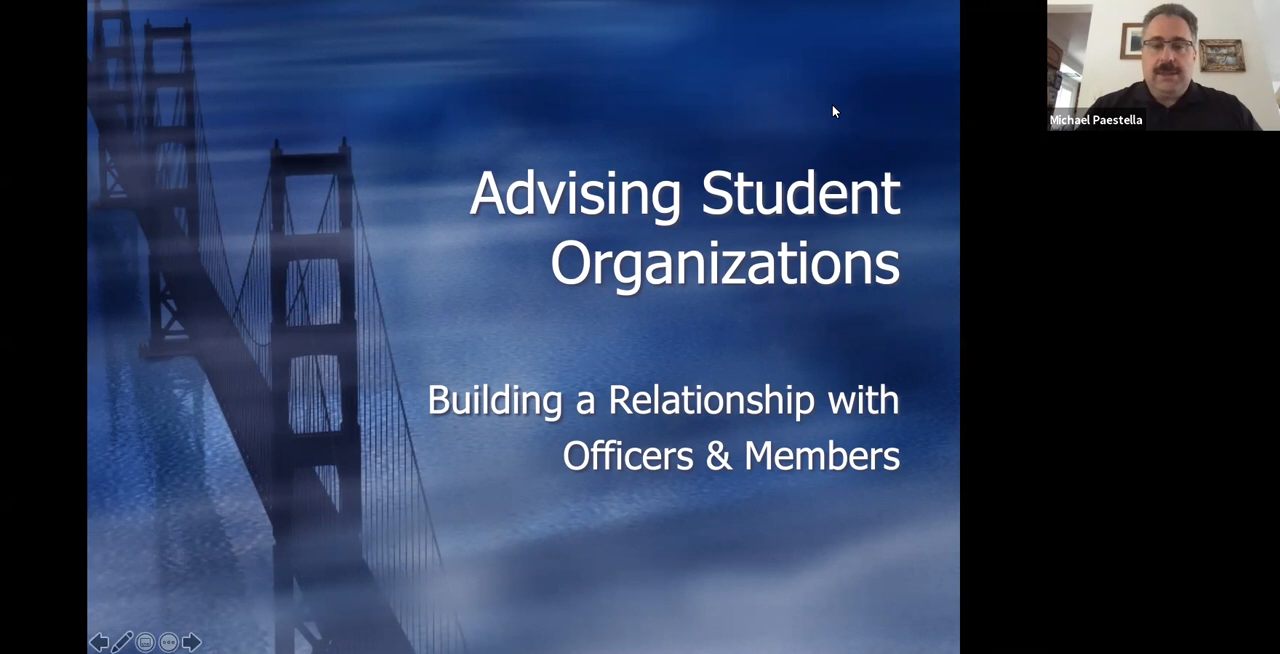 Advising Student
Organizations
Building a Relationship with
Officers & Members
Michael Paestella